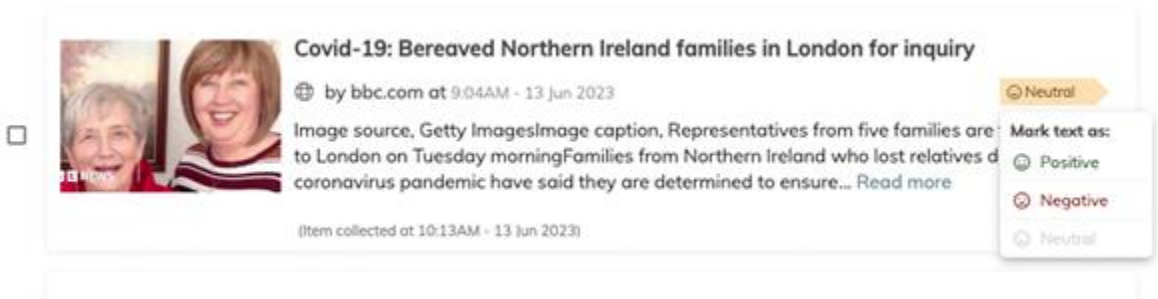 Covid-19: Bereaved Northern Ireland families in London for inquiry
by bbc.com at 9:04AM - 13 Jun 2023
Neutral
Image source, Getty ImagesImage caption, Representatives from five families are
to London on Tuesday morningFamilies from Northern Ireland who lost relatives d
coronavirus pandemic have said they are determined to ensure... Read more
(Item collected at 10:13AM - 13 Jun 2023)
BBC NEWS
Mark text as:
Positive
Negative
Neutral